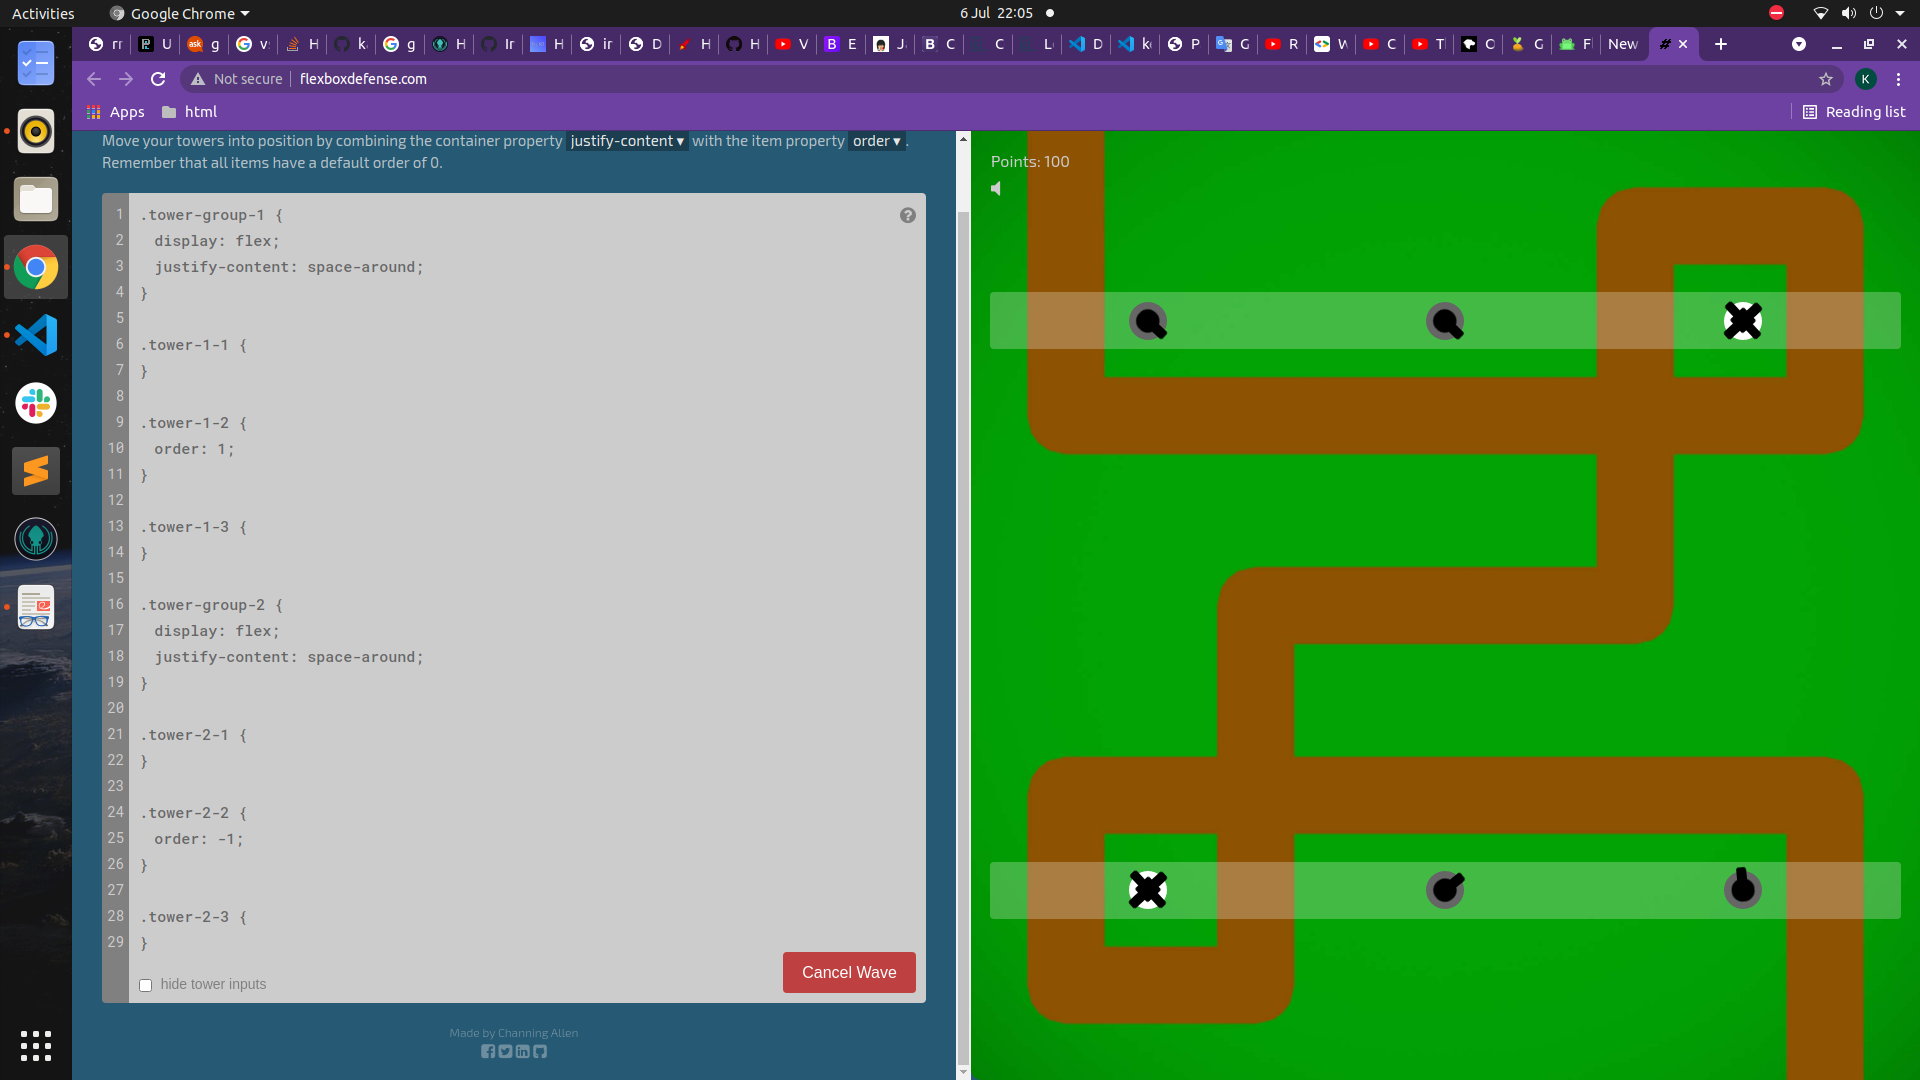 Activities
Google Chrome
6 Jul 22:05
U
ask
g
H
g
H
H
D
H
H
V
B
E
B
C
C
D
P
G
R
C
G
New
#
Not secure
flexboxdefense.com
K
Apps
html
Reading list
Move your towers into position by combining the container property justify-content ▾ with the item property order ▾ .
Remember that all items have a default order of 0.
Points: 100
?
1 .tower-group-1 {
2 display: flex;
3 justify-content: space-around;
4 }
5
6 .tower-1-1 {
7 }
8
9 .tower-1-2 {
10 order: 1;
11 }
12
13 .tower-1-3 {
14 }
15
16 .tower-group-2 {
17 display: flex;
18 justify-content: space-around;
19 }
20
21 .tower-2-1 {
22 }
23
24 .tower-2-2 {
25 order: -1;
26 }
27
28 .tower-2-3 {
29 }
hide tower inputs
Cancel Wave
Made by Channing Allen